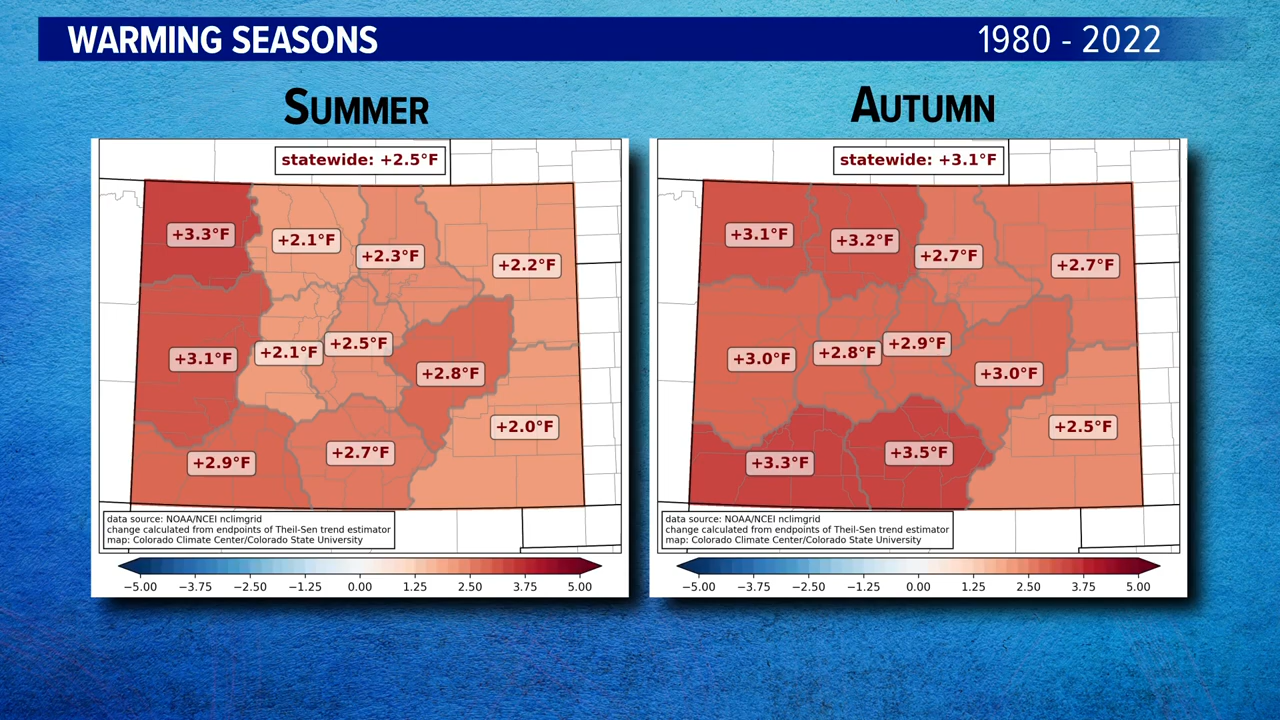 WARMING SEASONS
1980 - 2022
SUMMER
statewide: +2.5°F
+3.3°F
+2.1°F
+2.3°F
+2.2°F
+3.1°F
+2.1°F
+2.5°F
+2.8°F
+2.0°F
+2.9°F
+2.7°F
data source: NOAA/NCEI nclimgrid
change calculated from endpoints of Theil-Sen trend estimator
map: Colorado Climate Center/Colorado State University
−5.00 −3.75 −2.50 −1.25 0.00 1.25 2.50 3.75 5.00
AUTUMN
statewide: +3.1°F
+3.1°F
+3.2°F
+2.7°F
+2.7°F
+3.0°F
+2.8°F
+2.9°F
+3.0°F
+2.5°F
+3.3°F
+3.5°F
data source: NOAA/NCEI nclimgrid
change calculated from endpoints of Theil-Sen trend estimator
map: Colorado Climate Center/Colorado State University
−5.00 −3.75 −2.50 −1.25 0.00 1.25 2.50 3.75 5.00